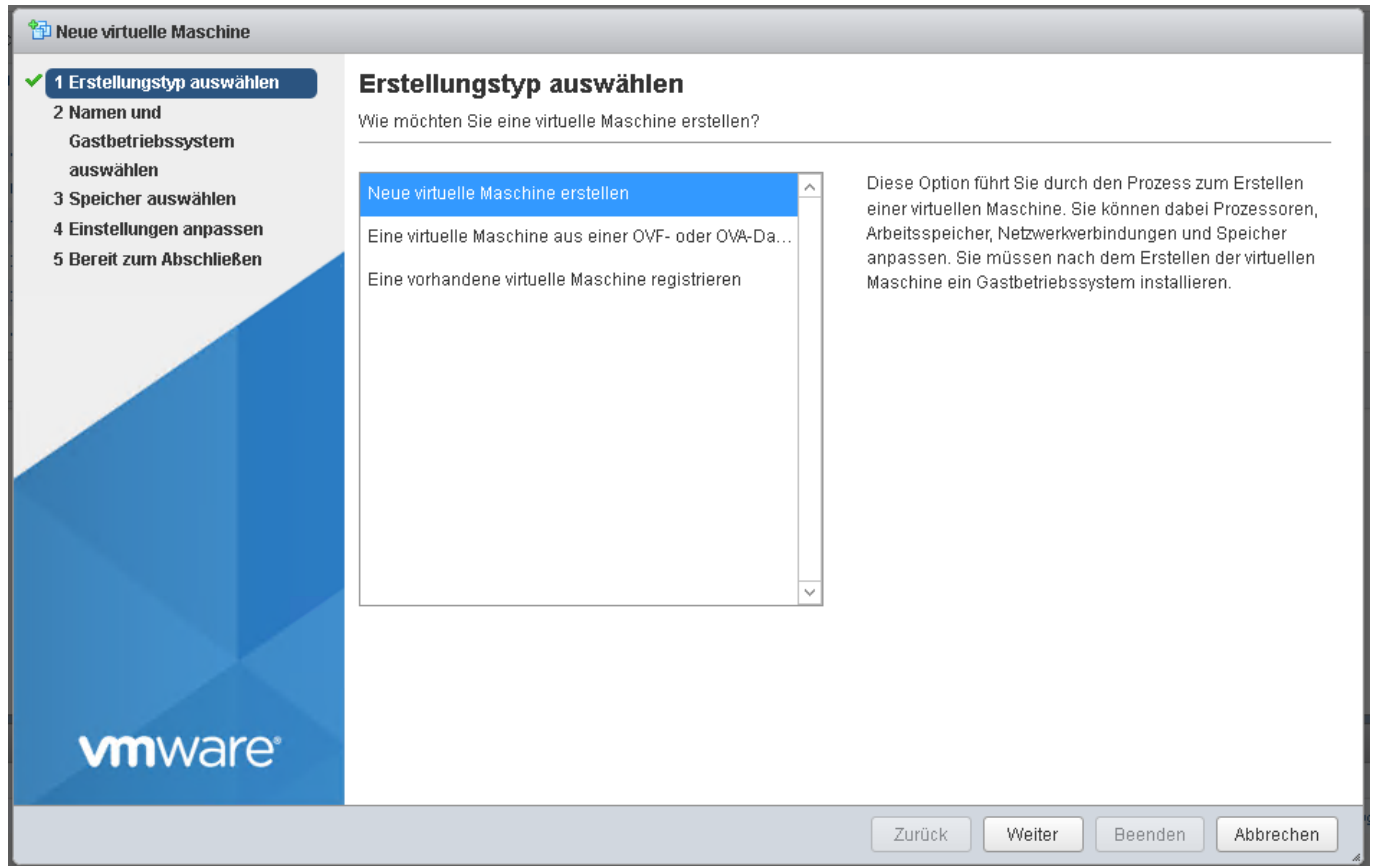 Neue virtuelle Maschine
1 Erstellungstyp auswählen
2 Namen und
Gastbetriebssystem
auswählen
3 Speicher auswählen
4 Einstellungen anpassen
5 Bereit zum Abschließen
vmware®
Erstellungstyp auswählen
Wie möchten Sie eine virtuelle Maschine erstellen?
Neue virtuelle Maschine erstellen
Eine virtuelle Maschine aus einer OVF- oder OVA-Da...
Eine vorhandene virtuelle Maschine registrieren
Diese Option führt Sie durch den Prozess zum Erstellen
einer virtuellen Maschine. Sie können dabei Prozessoren,
Arbeitsspeicher, Netzwerkverbindungen und Speicher
anpassen. Sie müssen nach dem Erstellen der virtuellen
Maschine ein Gastbetriebssystem installieren.
Zurück Weiter Beenden Abbrechen